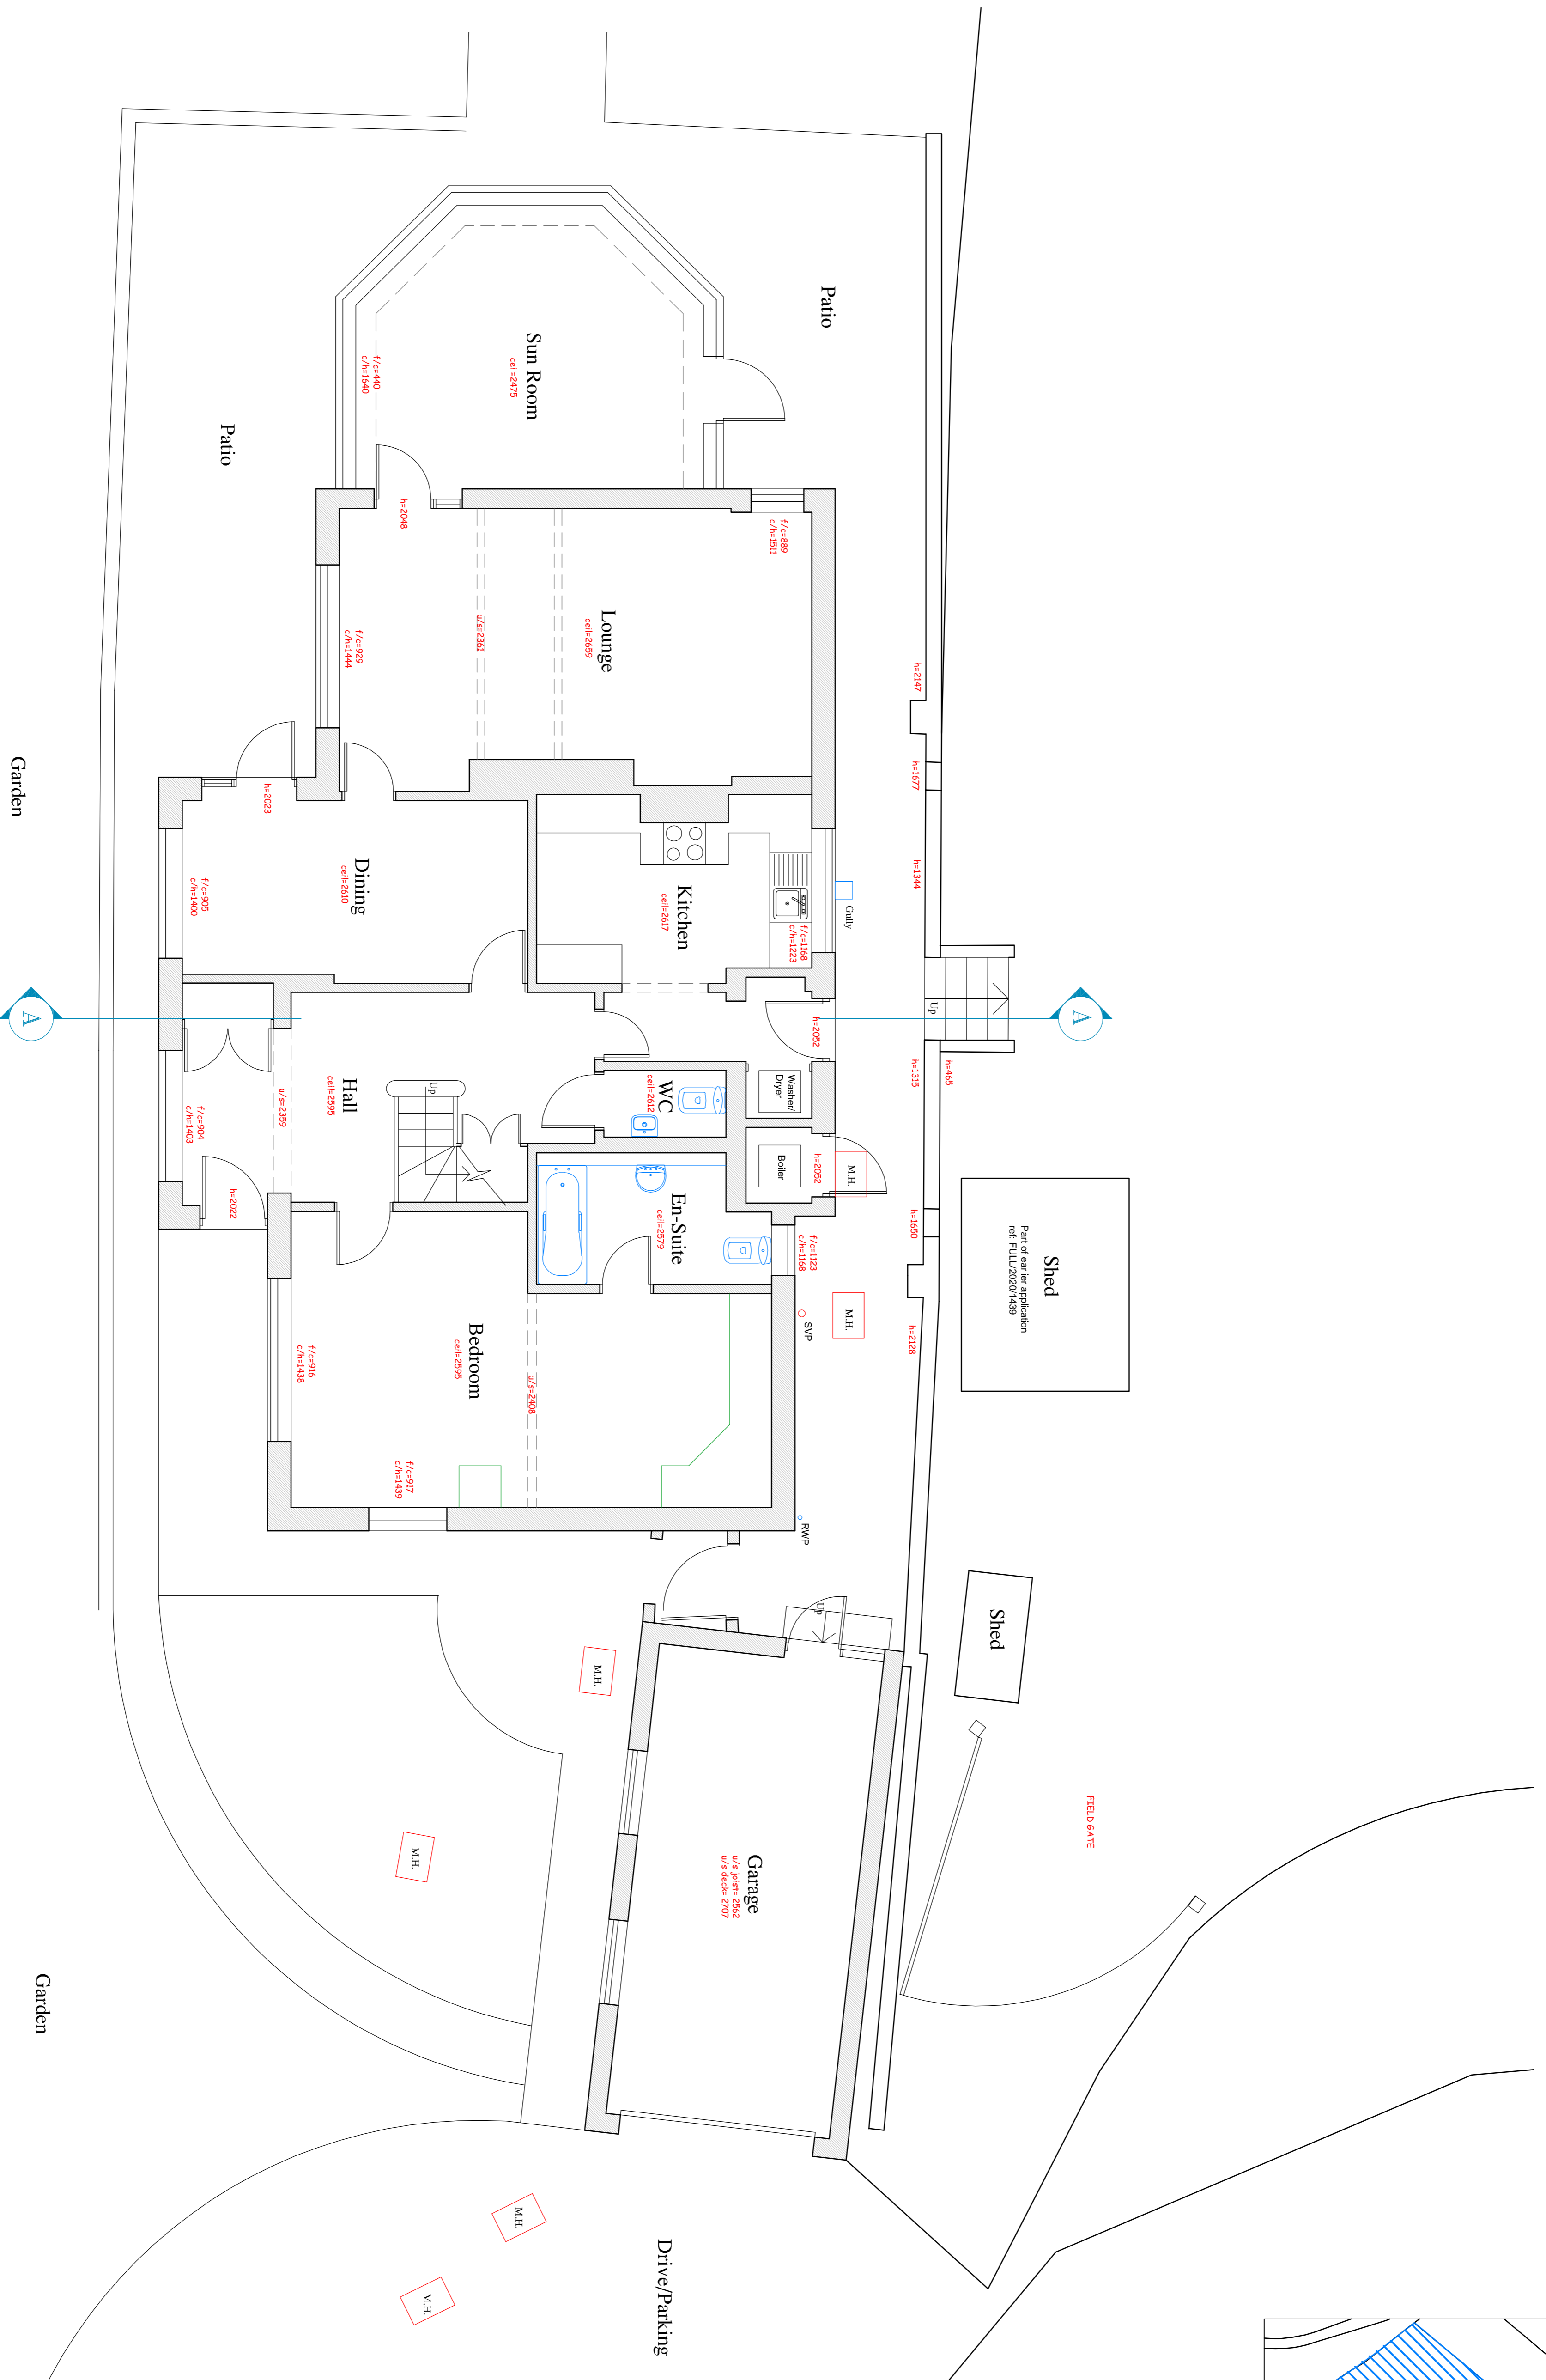 Patio
Patio
Sun Room
ceil=2475
f/c=440
c/h=1640
h=2048
f/c=889
c/h=1511
Lounge
ceil=2659
u/s=2361
f/c=929
c/h=1444
h=2147
h=1677
h=1344
h=2023
Garden
Dining
ceil=2610
f/c=905
c/h=1400
Kitchen
ceil=2617
f/c=1168
c/h=1223
Gully
A
A
Up
h=465
h=1315
h=2052
Washer/
Dryer
WC
ceil=2612
Up
Hall
ceil=2595
u/s=2359
f/c=904
c/h=1403
h=2022
Boiler
h=2052
M.H.
En-Suite
ceil=2579
f/c=1123
c/h=1168
h=1650
Shed
Part of earlier application
ref: FULL/2020/1439
M.H.
SVP
h=2128
Bedroom
ceil=2595
u/s=2408
f/c=916
c/h=1438
f/c=917
c/h=1439
RWP
Up
Shed
M.H.
M.H.
FIELD GATE
Garage
u/s joist= 2562
u/s deck= 2707
Garden
M.H.
M.H.
Drive/Parking